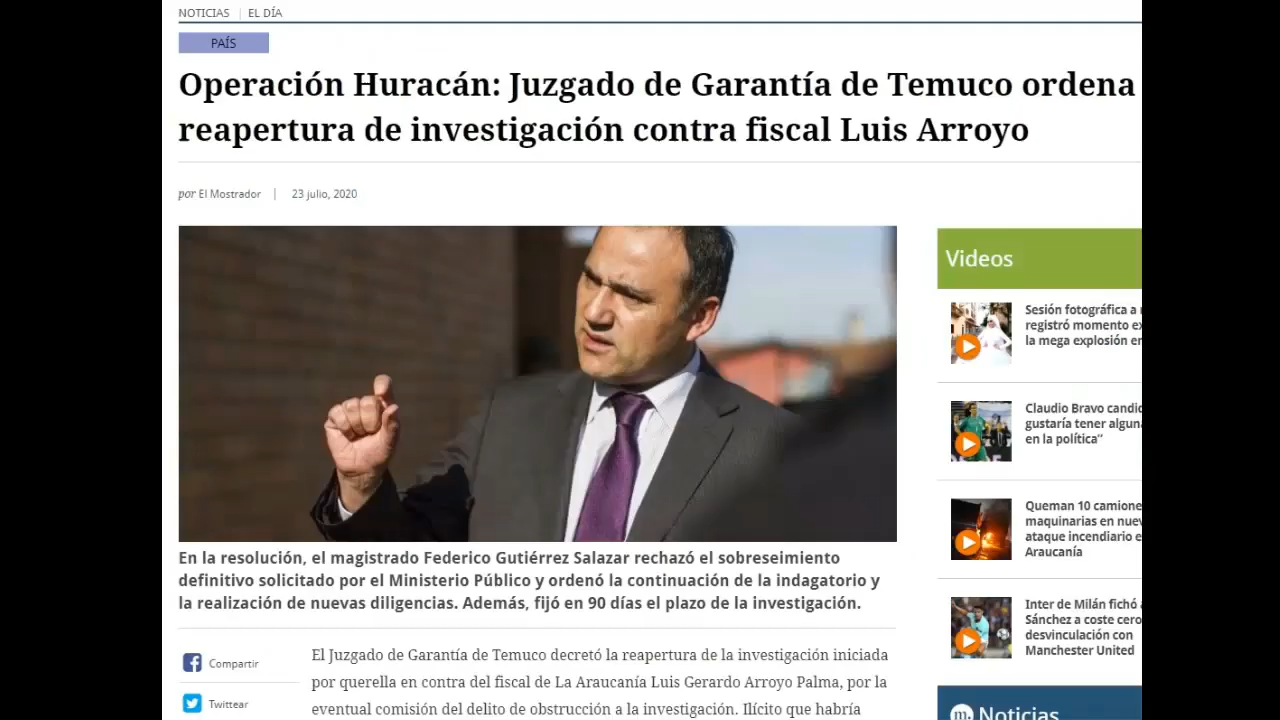 NOTICIAS | EL DÍA
PAÍS
Operación Huracán: Juzgado de Garantía de Temuco ordena
reapertura de investigación contra fiscal Luis Arroyo
por El Mostrador | 23 julio, 2020
En la resolución, el magistrado Federico Gutiérrez Salazar rechazó el sobreseimiento
definitivo solicitado por el Ministerio Público y ordenó la continuación de la indagatorio y
la realización de nuevas diligencias. Además, fijó en 90 días el plazo de la investigación.
Compartir
Twittear
El Juzgado de Garantía de Temuco decretó la reapertura de la investigación iniciada
por querella en contra del fiscal de La Araucanía Luis Gerardo Arroyo Palma, por la
eventual comisión del delito de obstrucción a la investigación. Ilícito que habría
Videos
Sesión fotográfica a
registró momento
la mega explosión
Claudio Bravo
gustaría tener
en la política”
Queman 10
maquinarias en
ataque incendiario
Araucanía
Inter de Milán fichó
Sánchez a coste cero
desvinculación con
Manchester United
m.
Noticias